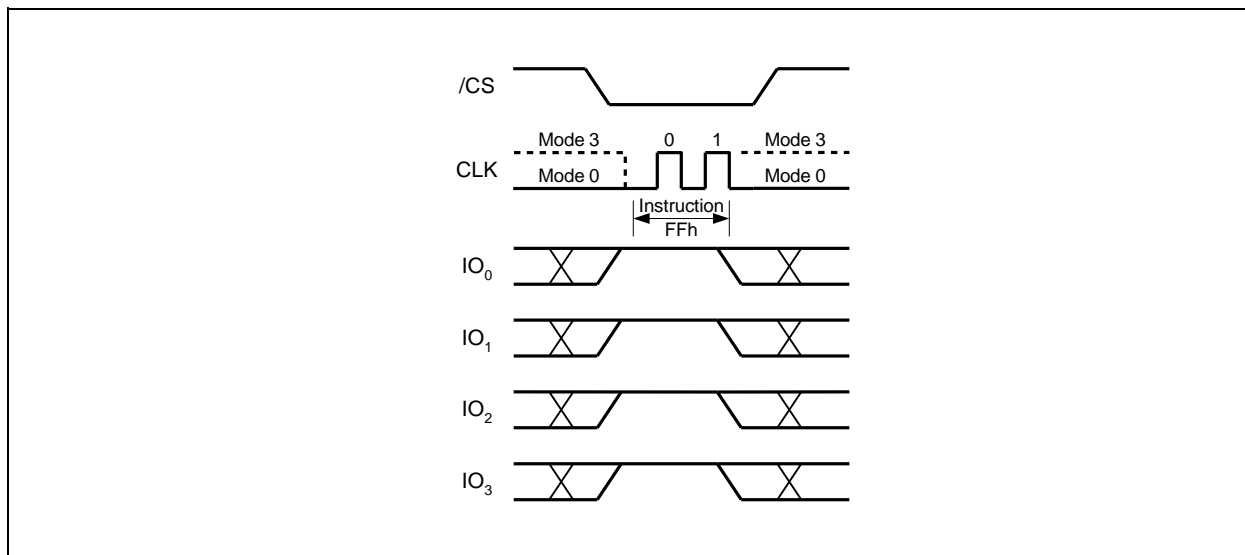 /CS
Mode 3 0 1 Mode 3
CLK Mode 0 Mode 0
Instruction
FFh
IO0
IO1
IO2
IO3